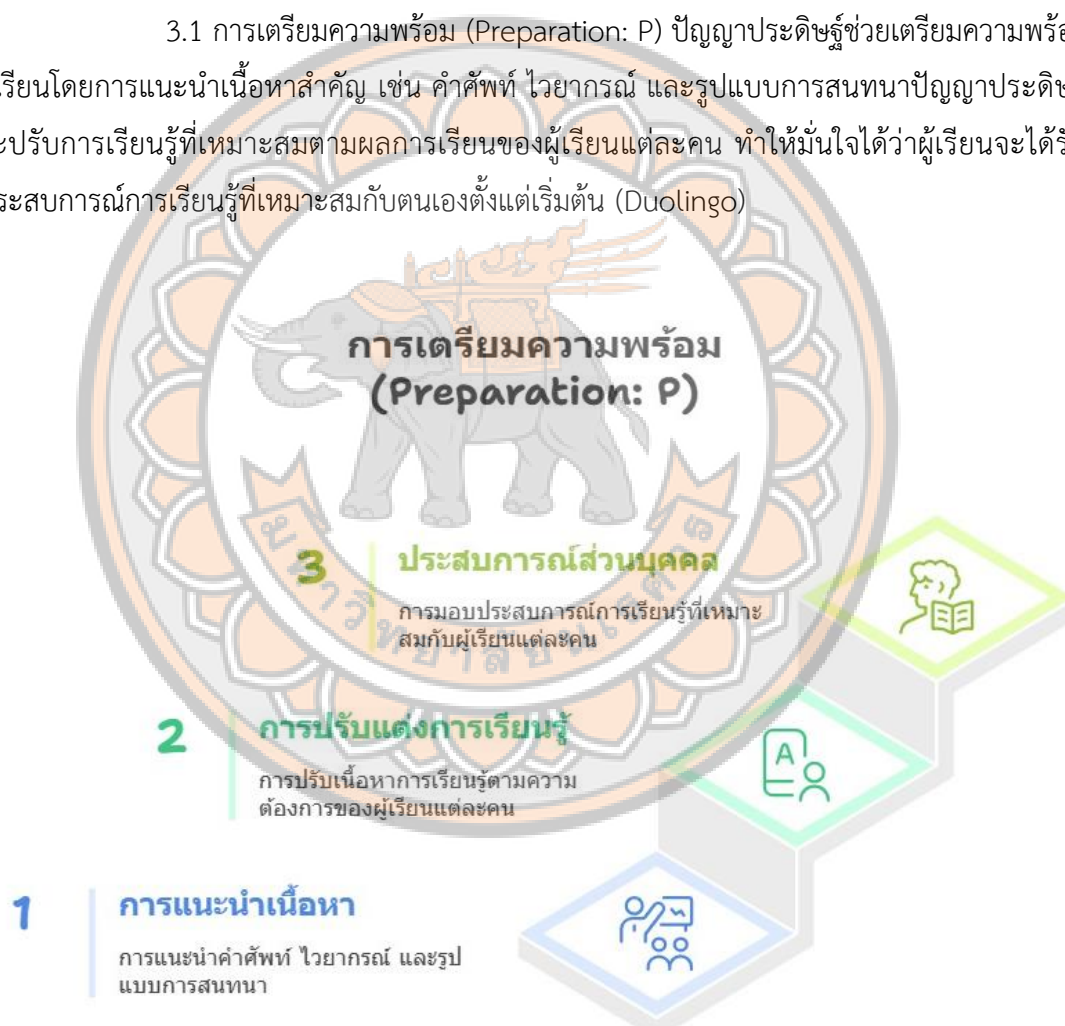 3.1 การเตรียมความพร้อม (Preparation: P) ปัญญาประดิษฐ์ช่วยเตรียมความพร้อ
เรียนโดยการแนะนำเนื้อหาสำคัญ เช่น คำศัพท์ ไวยากรณ์ และรูปแบบการสนทนาปัญญาประดิษ
ะปรับการเรียนรู้ที่เหมาะสมตามผลการเรียนของผู้เรียนแต่ละคน ทำให้มั่นใจได้ว่าผู้เรียนจะได้รั
ระสบการณ์การเรียนรู้ที่เหมาะสมกับตนเองตั้งแต่เริ่มต้น (Duolingo)
การเตรียมความพร้อม
(Preparation: P)
3 ประสบการณ์ส่วนบุคคล
การมอบประสบการณ์การเรียนรู้ที่เหมาะ
สมกับผู้เรียนแต่ละคน
มหาวิทยาลัยนเรศวร
2 การปรับแต่งการเรียนรู้
การปรับเนื้อหาการเรียนรู้ตามความ
ต้องการของผู้เรียนแต่ละคน
A
1 การแนะนำเนื้อหา
การแนะนำคำศัพท์ ไวยากรณ์ และรูป
แบบการสนทนา